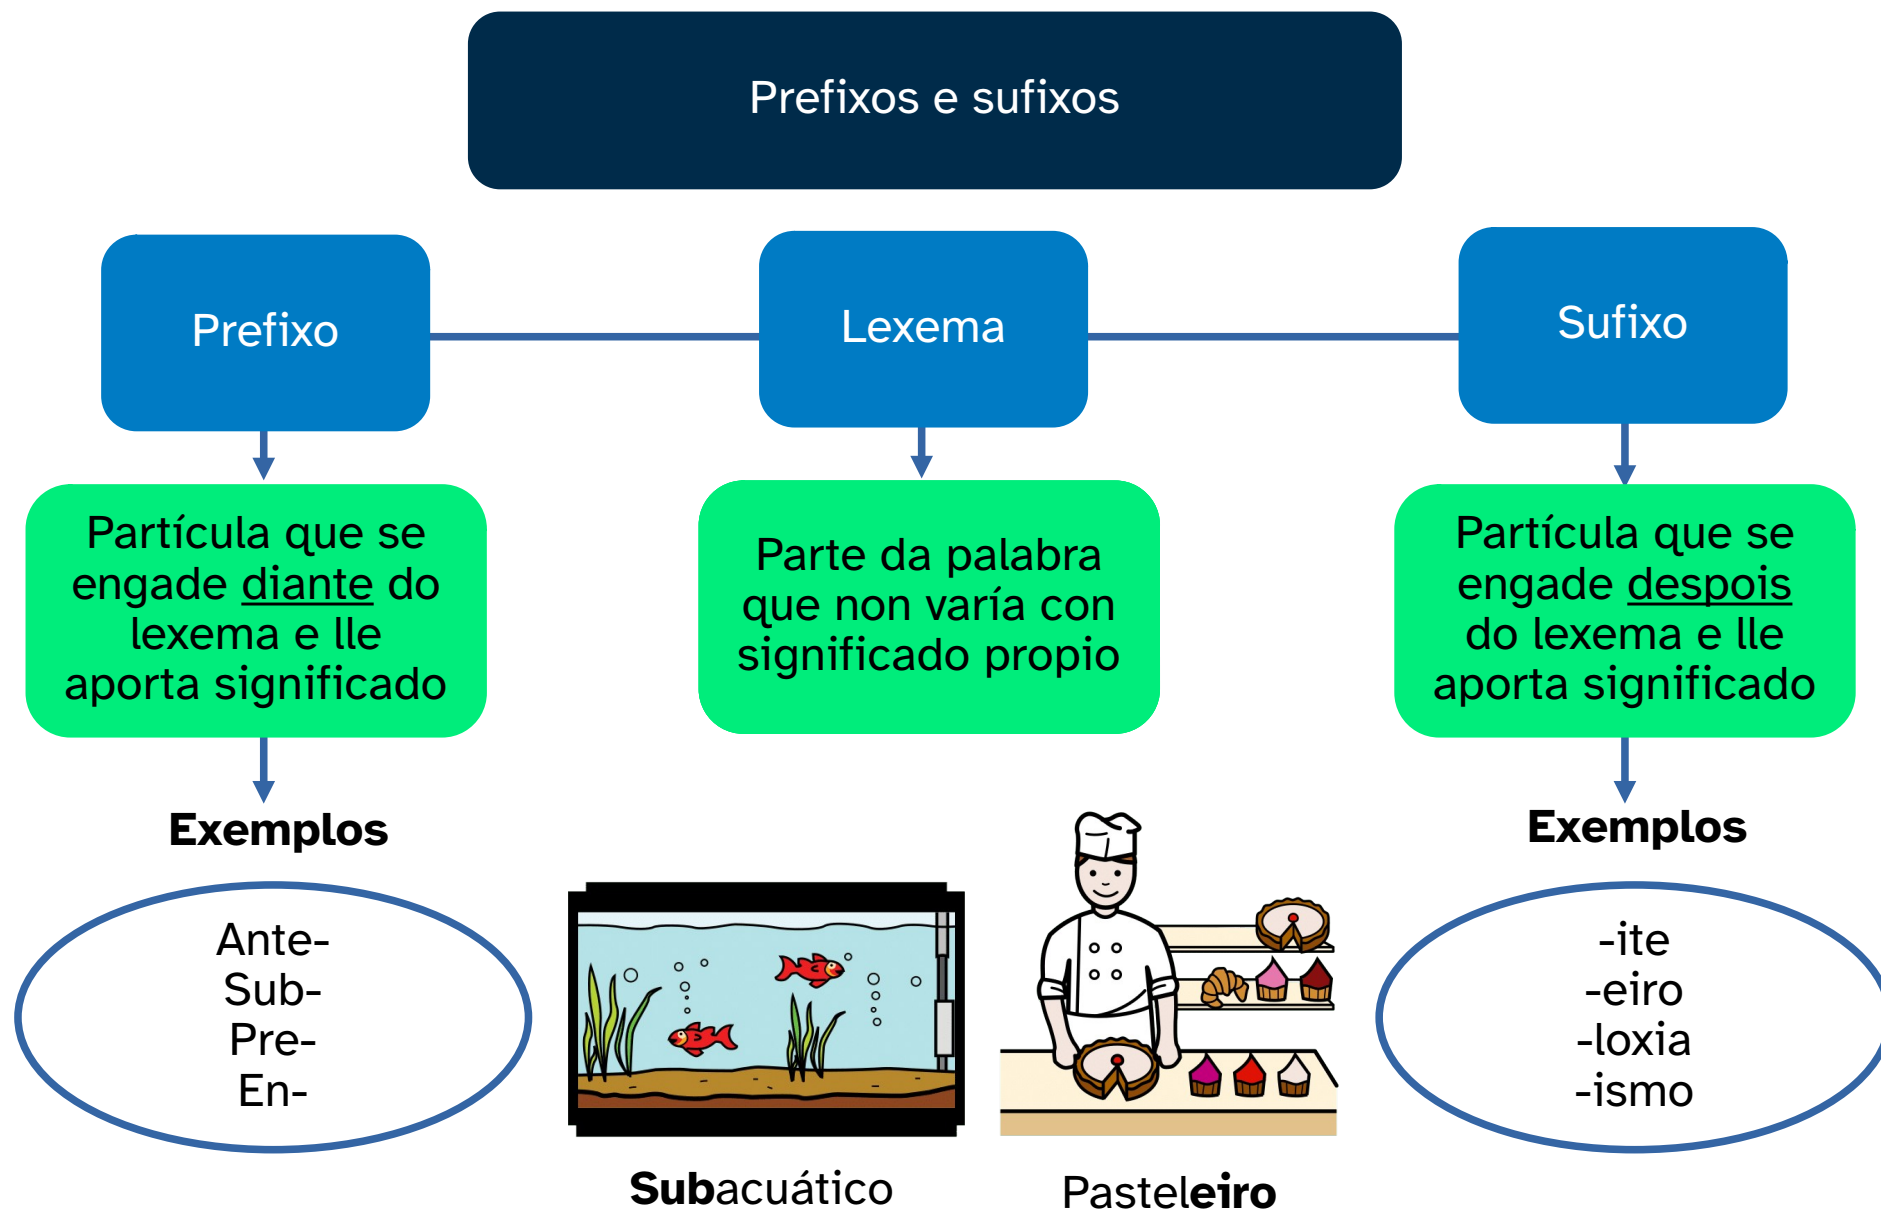 Prefixos e sufixos
Prefixo
Lexema
Sufixo
Partícula que se
engade diante do
lexema e lle
aporta significado
Parte da palabra
que non varía con
significado propio
Partícula que se
engade despois
do lexema e lle
aporta significado
Exemplos
Ante-
Sub-
Pre-
En-
Subacuático
Pasteleiro
Exemplos
-ite
-eiro
-loxia
-ismo